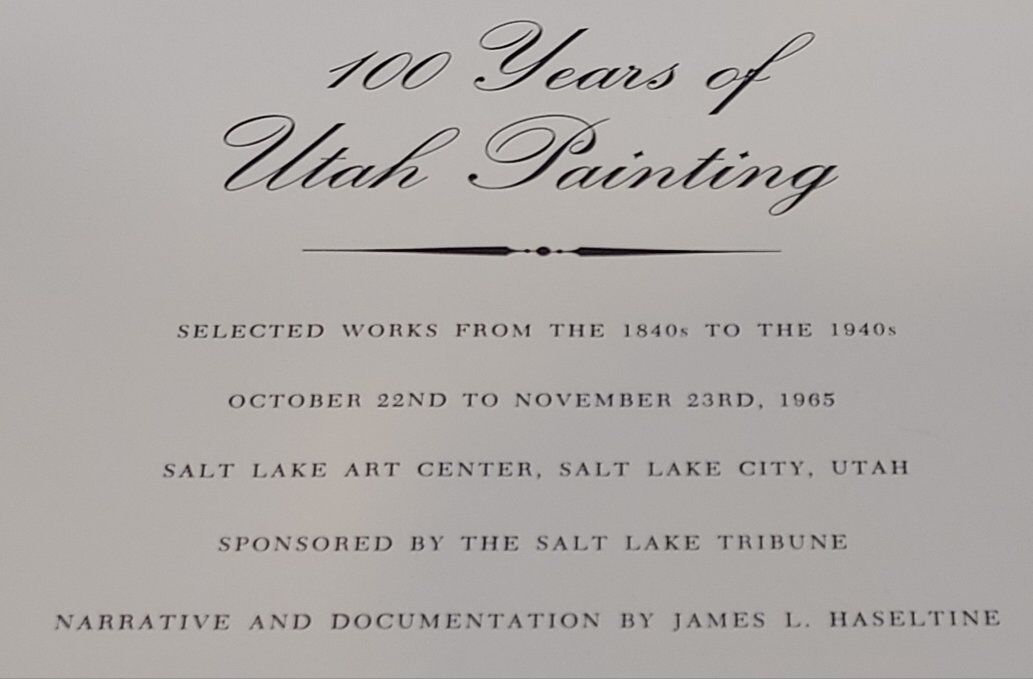 100 Years of
Utah Painting
SELECTED WORKS FROM THE 1840s TO THE 1940s
OCTOBER 22ND TO NOVEMBER 23RD, 1965
SALT LAKE ART CENTER, SALT LAKE CITY, UTAH
SPONSORED BY THE SALT LAKE TRIBUNE
NARRATIVE AND DOCUMENTATION BY JAMES L. HASELTINE